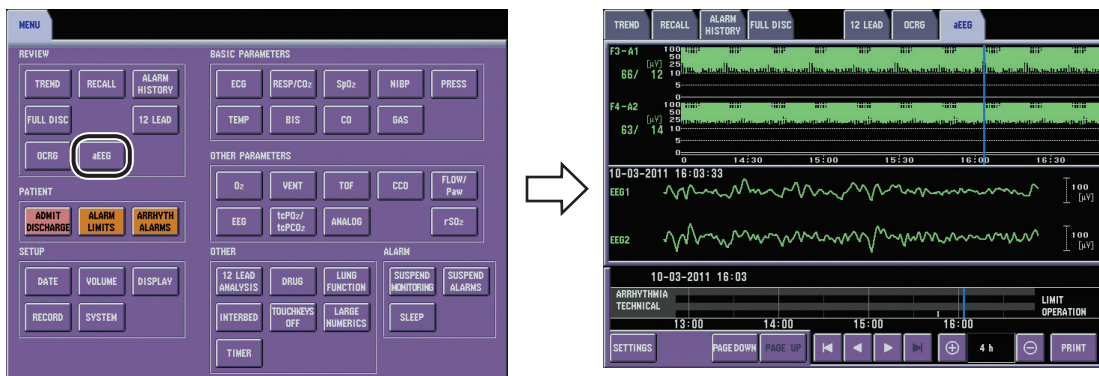 MENU
REVIEW
TREND RECALL ALARM HISTORY
FULL DISC 12 LEAD
OCRG aEEG
PATIENT
ADMIT DISCHARGE ALARM LIMITS ARRHYTH ALARMS
SETUP
DATE VOLUME DISPLAY
RECORD SYSTEM
BASIC PARAMETERS
ECG RESP/CO₂ SpO₂ NIBP PRESS
TEMP BIS CO GAS
OTHER PARAMETERS
O₂ VENT TOF CCO FLOW/Paw
EEG tcPO₂/tcPCO₂ ANALOG rSO₂
OTHER
12 LEAD ANALYSIS DRUG LUNG FUNCTION
INTERBED TOUCHKEYS OFF LARGE NUMERICS
TIMER
ALARM
SUSPEND MONITORING SUSPEND ALARMS
SLEEP
TREND RECALL ALARM HISTORY FULL DISC 12 LEAD OCRG aEEG
F3-A1 100
50
[µV] 25
66/ 12 10
5
0
F4-A2 100
50
[µV] 25
63/ 14 10
5
0
0 14:30 15:00 15:30 16:00 16:30
10-03-2011 16:03:33
EEG1 100 [µV]
EEG2 100 [µV]
10-03-2011 16:03
ARRHYTHMIA
TECHNICAL
LIMIT
OPERATION
13:00 14:00 15:00 16:00
SETTINGS PAGE DOWN PAGE UP 4 h PRINT